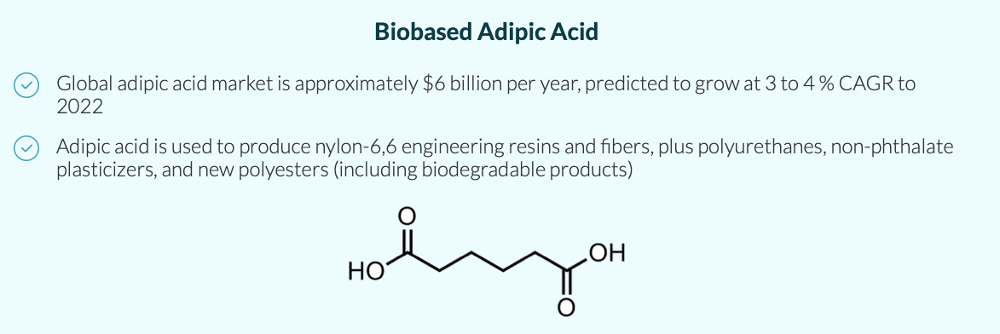 Biobased Adipic Acid
Global adipic acid market is approximately $6 billion per year, predicted to grow at 3 to 4 % CAGR to
2022
Adipic acid is used to produce nylon-6,6 engineering resins and fibers, plus polyurethanes, non-phthalate
plasticizers, and new polyesters (including biodegradable products)
O
OH
HO
O